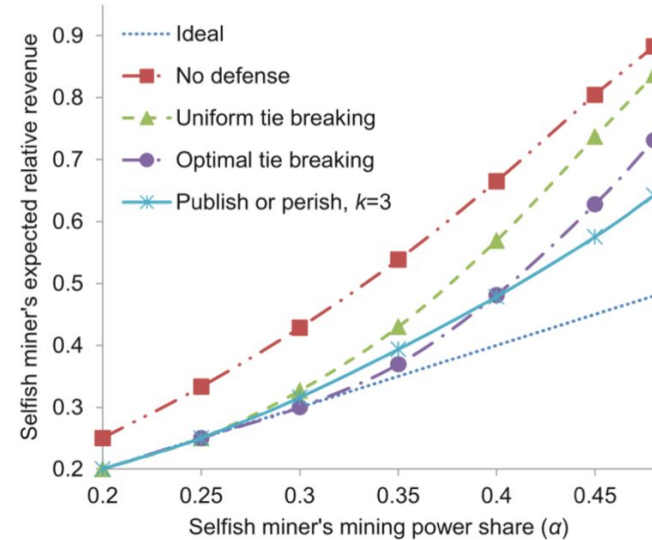 0.9
0.8
0.7
0.6
0.5
0.4
0.3
0.2
Selfish miner's expected relative revenue
Ideal
No defense
Uniform tie breaking
Optimal tie breaking
Publish or perish, k=3
0.2 0.25 0.3 0.35 0.4 0.45
Selfish miner's mining power share (α)